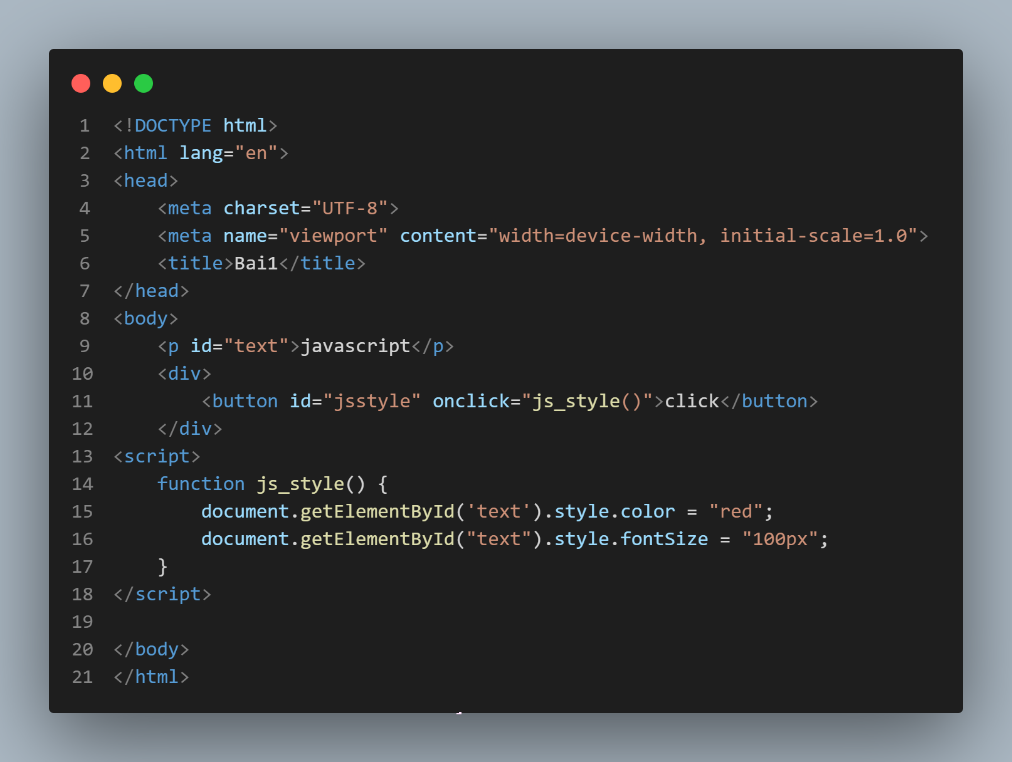 1 <!DOCTYPE html>
2 <html lang="en">
3 <head>
4     <meta charset="UTF-8">
5     <meta name="viewport" content="width=device-width, initial-scale=1.0">
6     <title>Bai1</title>
7 </head>
8 <body>
9     <p id="text">javascript</p>
10     <div>
11         <button id="jsstyle" onclick="js_style()">click</button>
12     </div>
13 <script>
14     function js_style() {
15         document.getElementById('text').style.color = "red";
16         document.getElementById("text").style.fontSize = "100px";
17     }
18 </script>
19
20 </body>
21 </html>